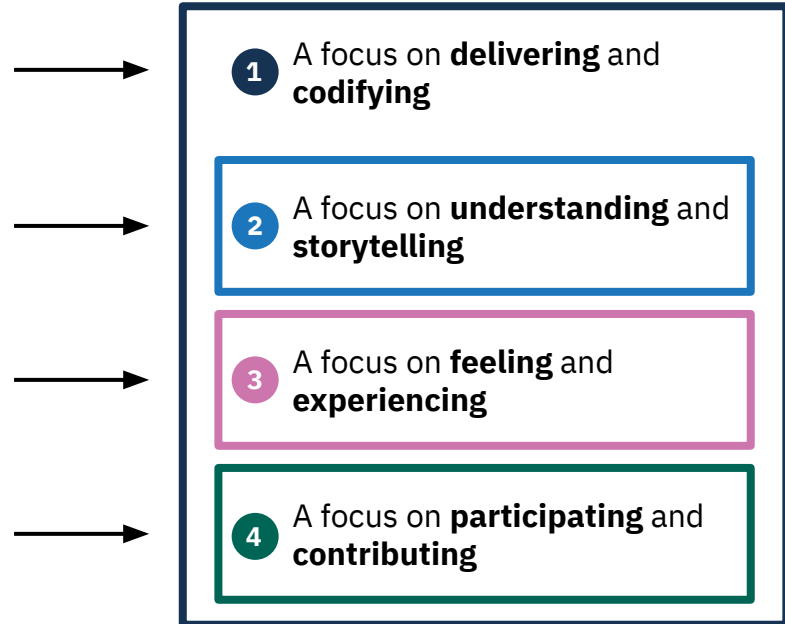 1 A focus on delivering and
codifying
2 A focus on understanding and
storytelling
3 A focus on feeling and
experiencing
4 A focus on participating and
contributing